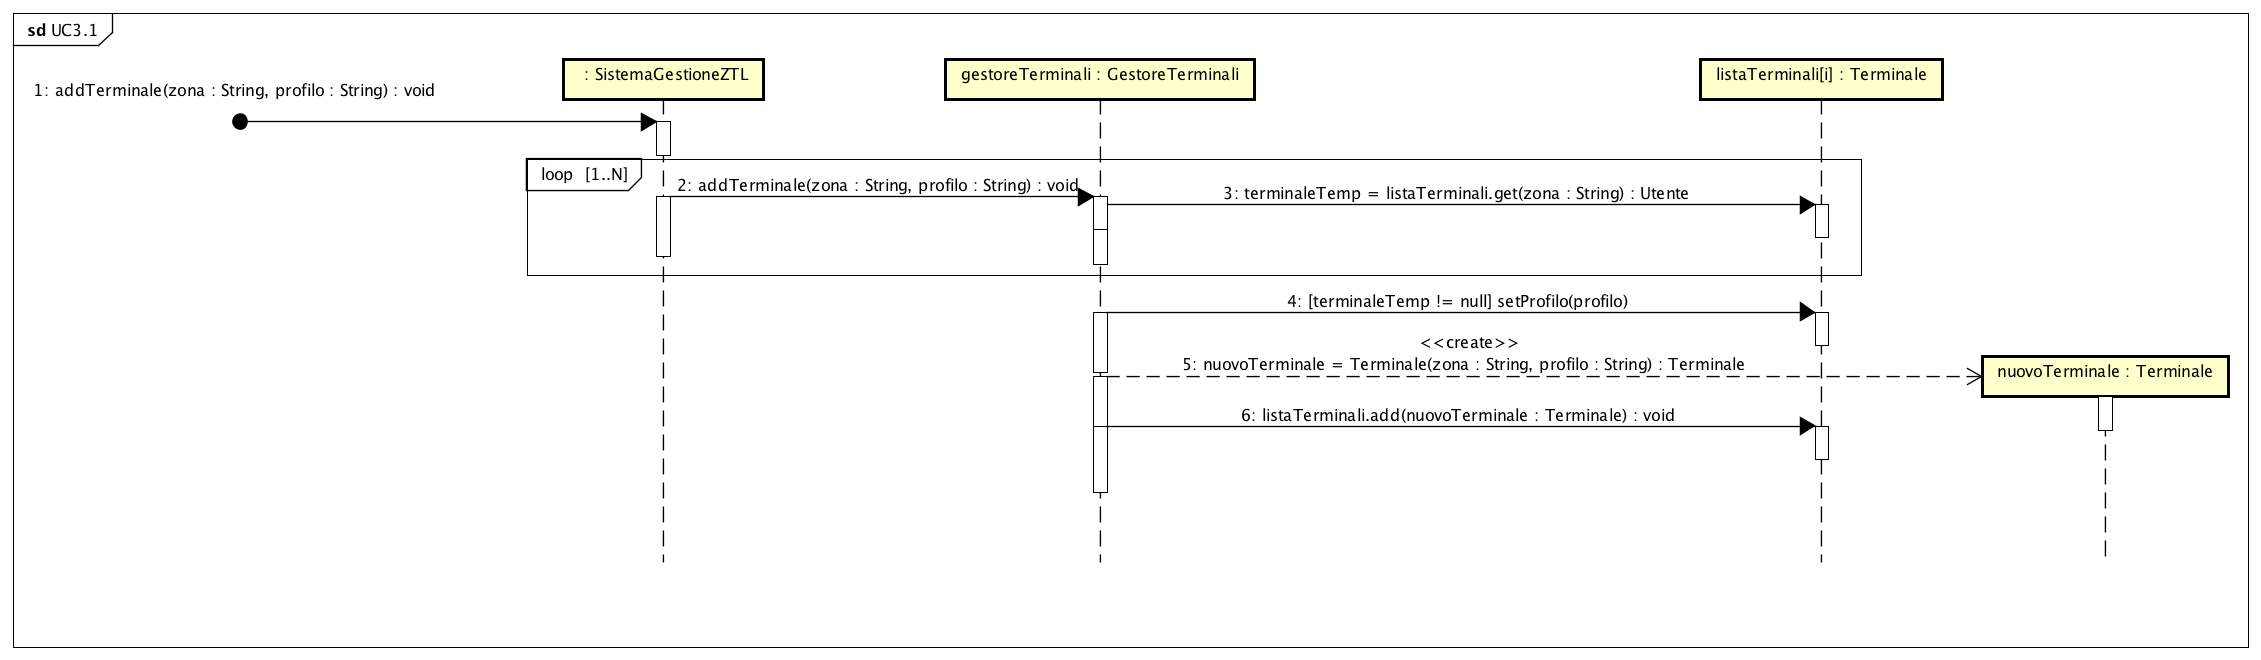 sd UC3.1
: SistemaGestioneZTL
gestoreTerminali : GestoreTerminali
listaTerminali[i] : Terminale
1: addTerminale(zona : String, profilo : String) : void
loop [1..N]
2: addTerminale(zona : String, profilo : String) : void
3: terminaleTemp = listaTerminali.get(zona : String) : Utente
4: [terminaleTemp != null] setProfilo(profilo)
<<create>>
5: nuovoTerminale = Terminale(zona : String, profilo : String) : Terminale
nuovoTerminale : Terminale
6: listaTerminali.add(nuovoTerminale : Terminale) : void